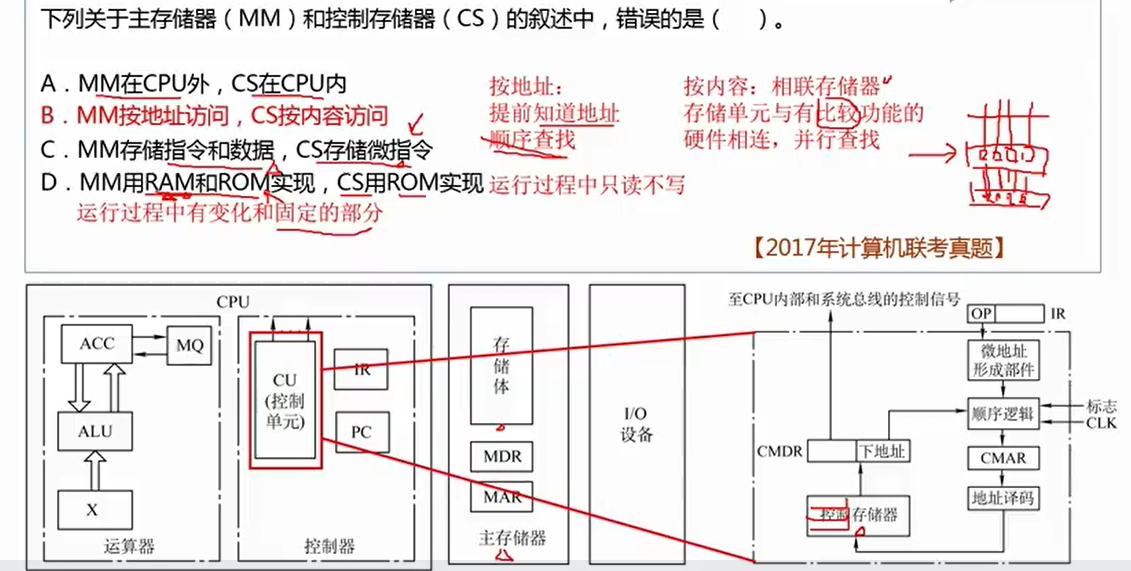 下列关于主存储器（MM）和控制存储器（CS）的叙述中，错误的是（    ）。
A．MM在CPU外，CS在CPU内
按地址：
按内容：相联存储器
B．MM按地址访问，CS按内容访问
提前知道地址
存储单元与有比较功能的
C．MM存储指令和数据，CS存储微指令
顺序查找
硬件相连，并行查找
D．MM用RAM和ROM实现，CS用ROM实现
运行过程中只读不写
运行过程中有变化和固定的部分
【2017年计算机联考真题】
CPU
ACC
MQ
ALU
X
运算器
CU
(控制
单元)
IR
PC
控制器
存
储
体
MDR
MAR
主存储器
I/O
设备
至CPU内部和系统总线的控制信号
OP
IR
微地址
形成部件
顺序逻辑
标志
CLK
CMDR
下地址
CMAR
地址译码
控制存储器